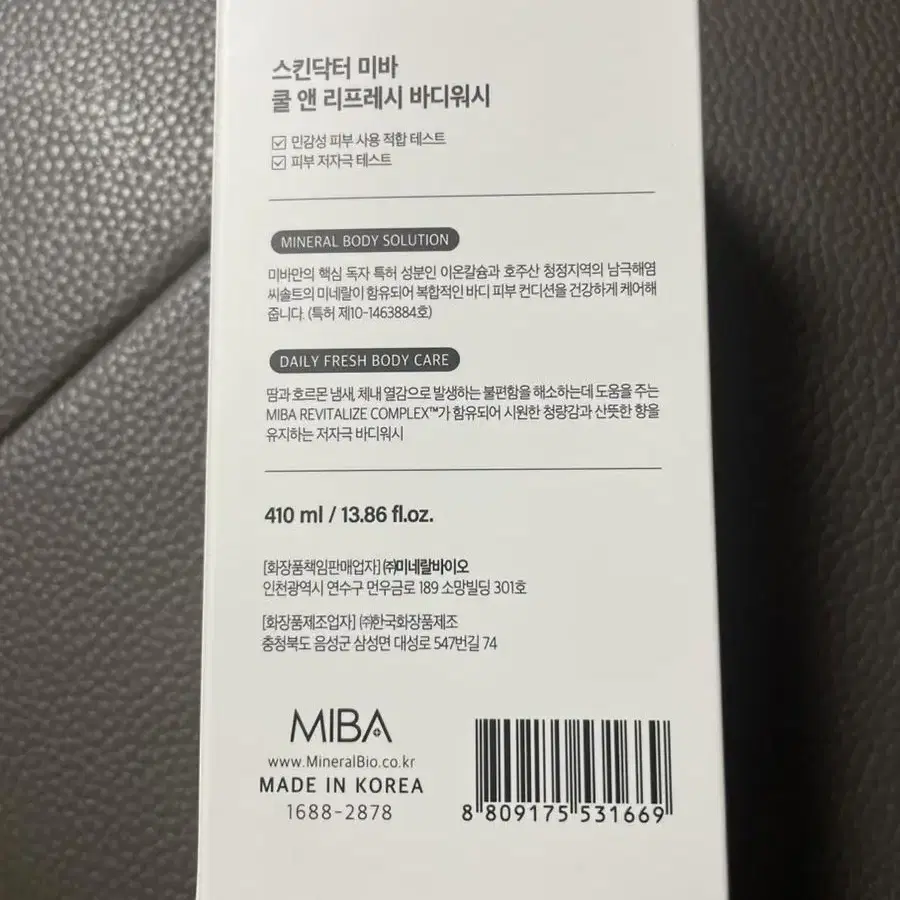 스킨닥터 미바
쿨 앤 리프레시 바디워시
민감성 피부 사용 적합 테스트
피부 저자극 테스트
MINERAL BODY SOLUTION
미바만의 핵심 독자 특허 성분인 이온칼슘과 호주산 청정지역의 남극해염
씨솔트의 미네랄이 함유되어 복합적인 바디 피부 컨디션을 건강하게 케어해
줍니다. (특허 제10-1463884호)
DAILY FRESH BODY CARE
땀과 호르몬 냄새, 체내 열감으로 발생하는 불편함을 해소하는데 도움을 주는
MIBA REVITALIZE COMPLEX™가 함유되어 시원한 청량감과 산뜻한 향을
유지하는 저자극 바디워시
410 ml / 13.86 fl.oz.
[화장품책임판매업자] ㈜미네랄바이오
인천광역시 연수구 먼우금로 189 소망빌딩 301호
[화장품제조업자] ㈜한국화장품제조
충청북도 음성군 삼성면 대성로 547번길 74
MIBA
www.MineralBio.co.kr
MADE IN KOREA
1688-2878
8 809175 531669